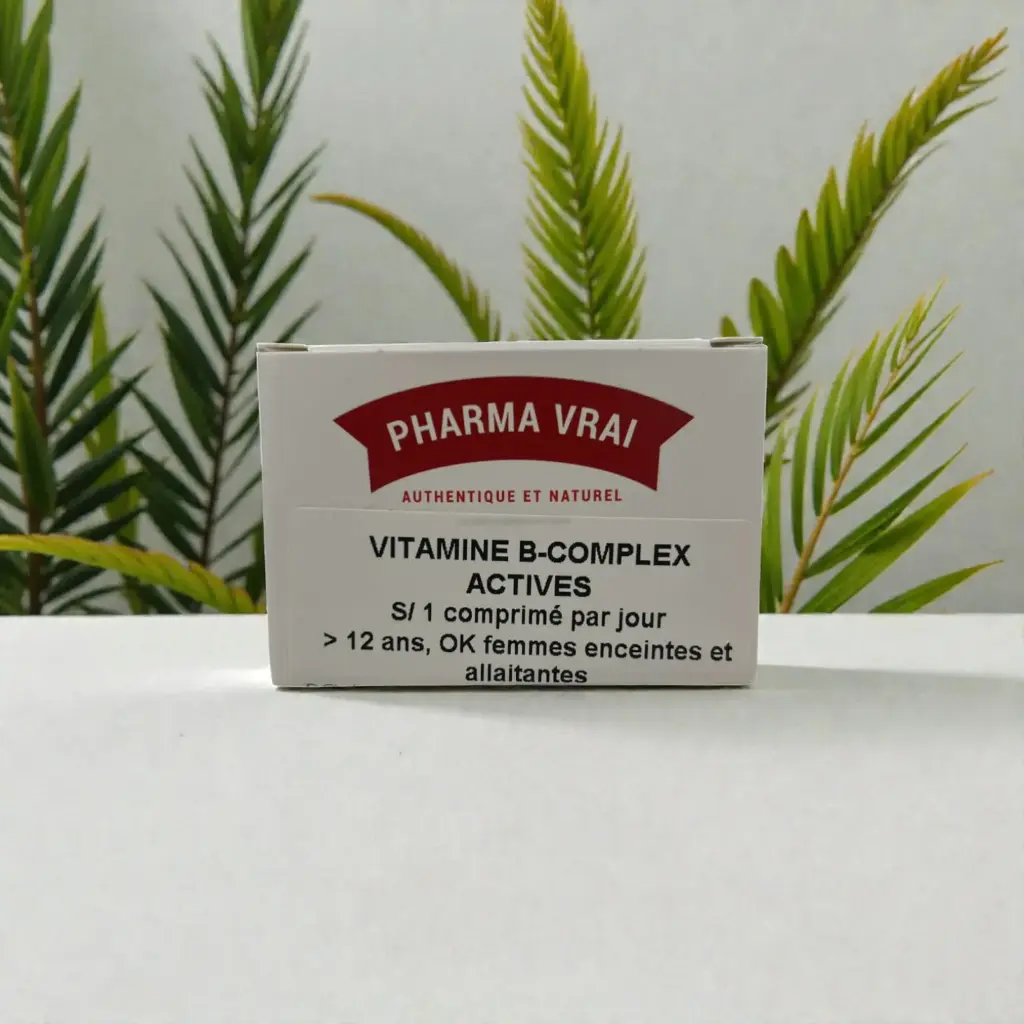 PHARMA VRAI
AUTHENTIQUE ET NATUREL
VITAMINE B-COMPLEX
ACTIVES
S/ 1 comprimé par jour
> 12 ans, OK femmes enceintes et
allaitantes